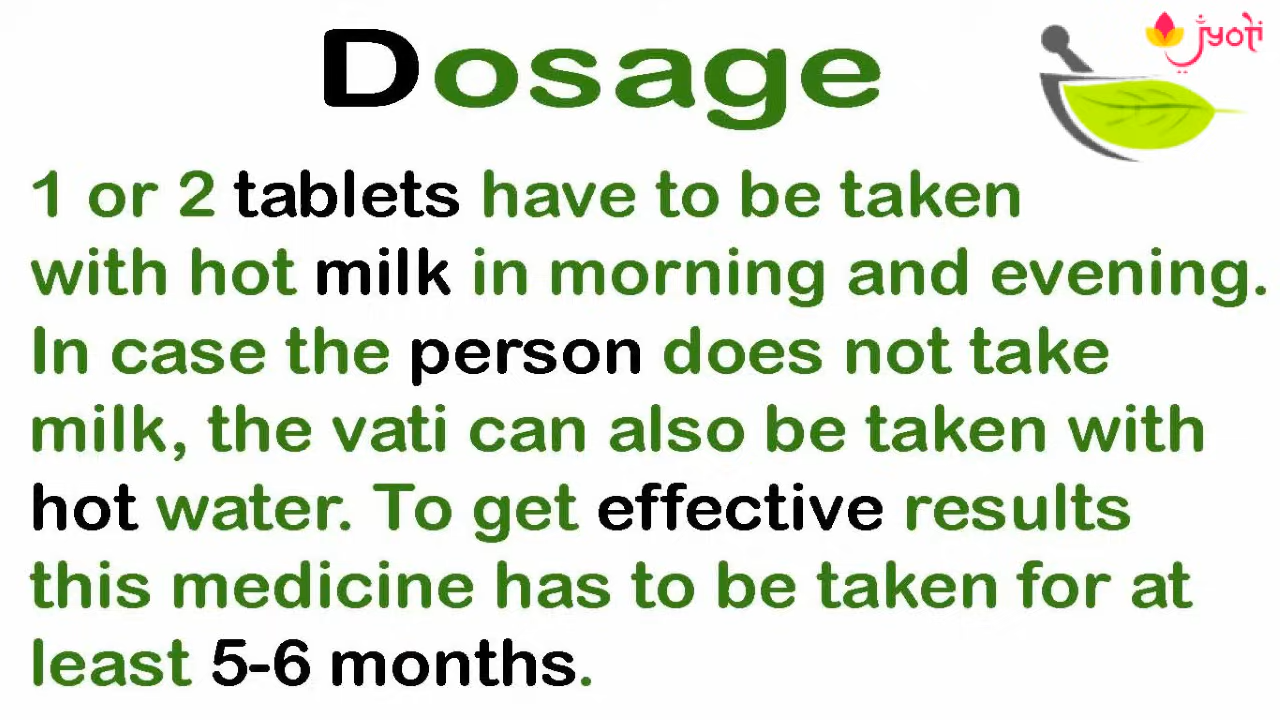 Dosage
jyoti
1 or 2 tablets have to be taken
with hot milk in morning and evening.
In case the person does not take
milk, the vati can also be taken with
hot water. To get effective results
this medicine has to be taken for at
least 5-6 months.